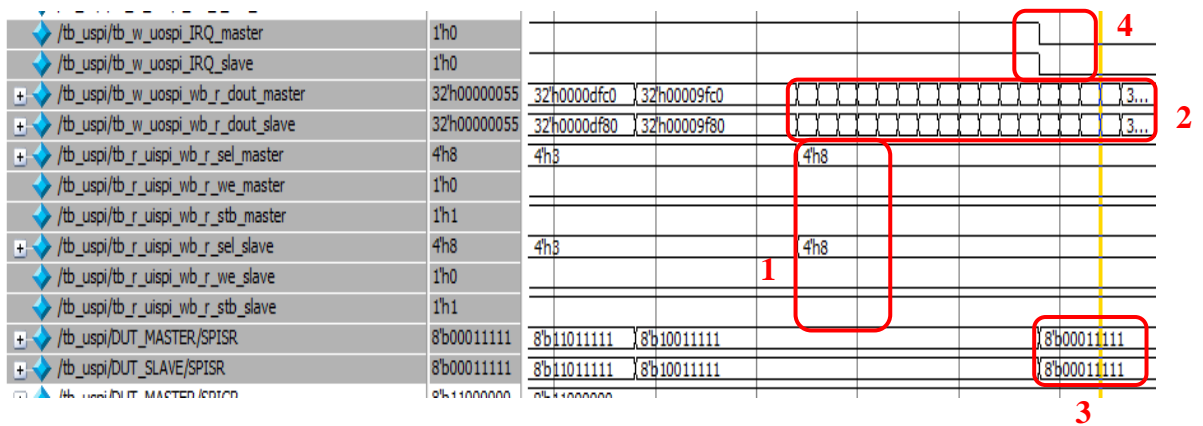 /tb_uspi/tb_w_uospi_IRQ_master 1'h0 4
/tb_uspi/tb_w_uospi_IRQ_slave 1'h0
/tb_uspi/tb_w_uospi_wb_r_dout_master 32'h00000055 32'h0000dfc0 32'h00009fc0 3...
/tb_uspi/tb_w_uospi_wb_r_dout_slave 32'h00000055 32'h0000df80 32'h00009f80 3... 2
/tb_uspi/tb_r_uispi_wb_r_sel_master 4'h8 4'h3 4'h8
/tb_uspi/tb_r_uispi_wb_r_we_master 1'h0
/tb_uspi/tb_r_uispi_wb_r_stb_master 1'h1
/tb_uspi/tb_r_uispi_wb_r_sel_slave 4'h8 4'h3 4'h8
/tb_uspi/tb_r_uispi_wb_r_we_slave 1'h0 1
/tb_uspi/tb_r_uispi_wb_r_stb_slave 1'h1
/tb_uspi/DUT_MASTER/SPISR 8'b00011111 8'b11011111 8'b10011111 8'b00011111
/tb_uspi/DUT_SLAVE/SPISR 8'b00011111 8'b11011111 8'b10011111 8'b00011111
3